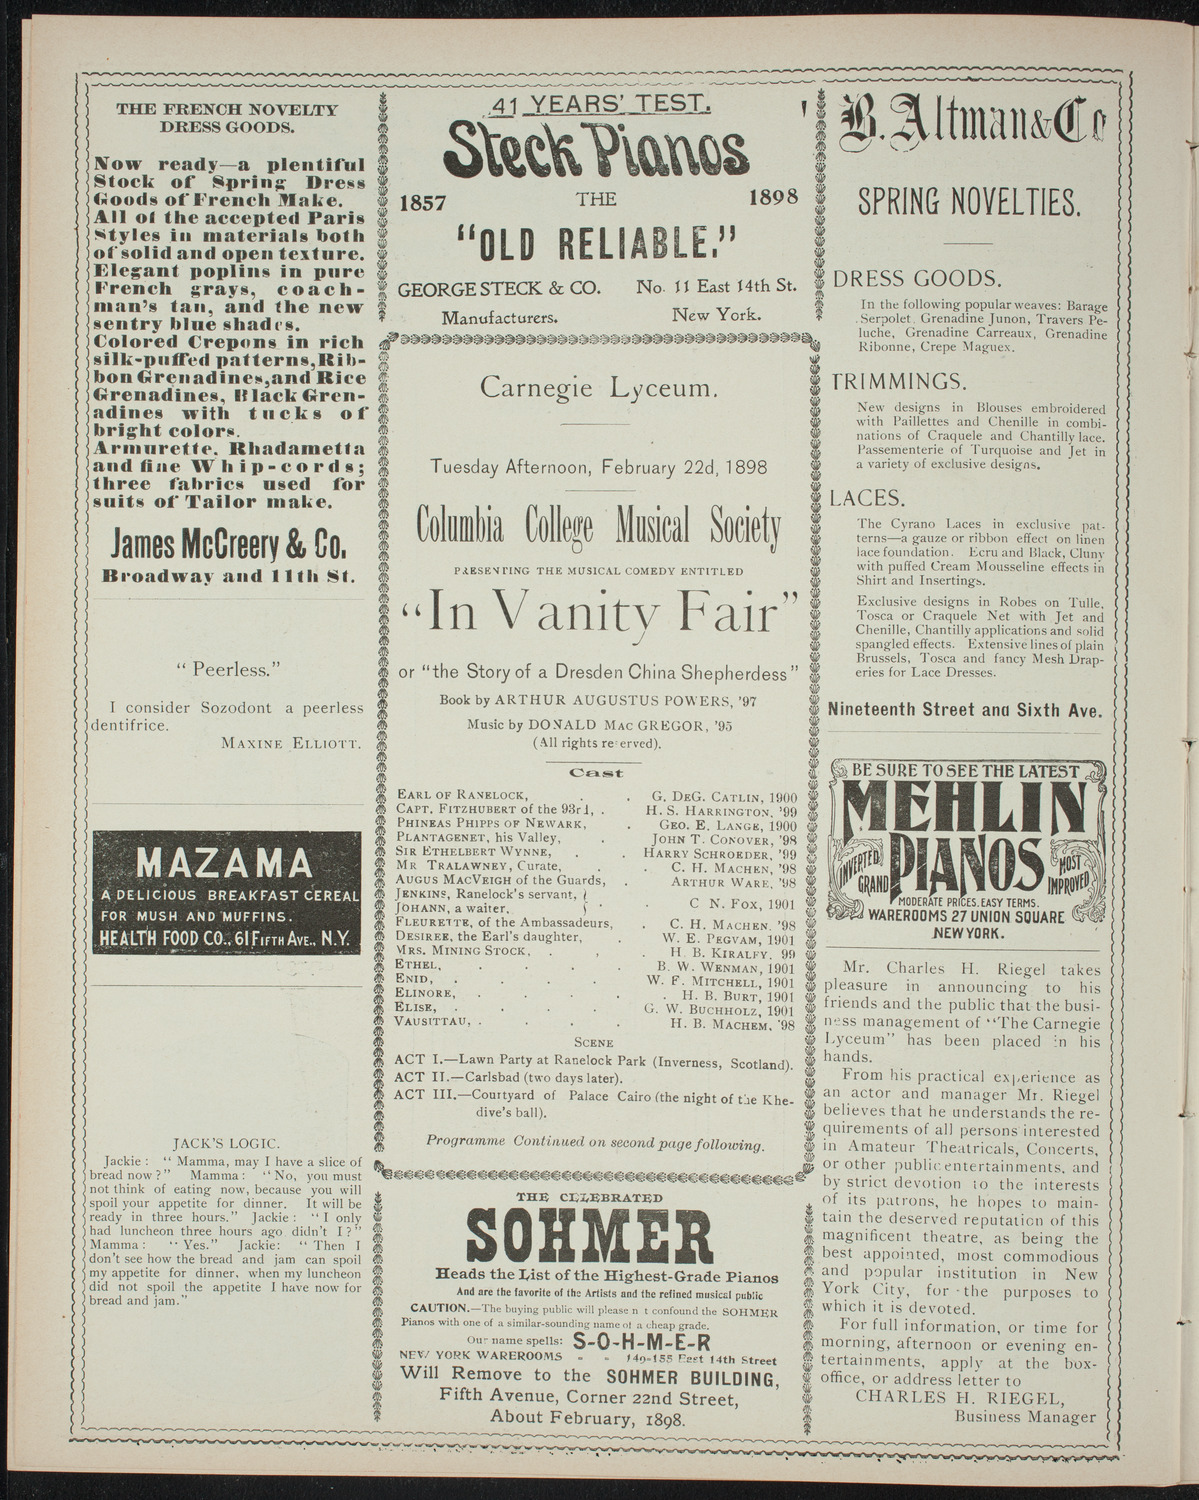 THE FRENCH NOVELTY
DRESS GOODS.
Now ready—a plentiful
Stock of Spring Dress
Goods of French Make.
All of the accepted Paris
Styles in materials both
of solid and open texture.
Elegant poplins in pure
French grays, coach-
man's tan, and the new
sentry blue shades.
Colored Crepons in rich
silk-puffed patterns, Rib-
bon Grenadines, and Rice
Grenadines, Black Gren-
adines with tucks of
bright colors.
Armurette, Rhadametta
and fine Whip-cords;
three fabrics used for
suits of Tailor make.
James McCreery & Co.
Broadway and 11th St.
"Peerless."
I consider Sozodont a peerless
dentifrice.
MAXINE ELLIOTT.
MAZAMA
A DELICIOUS BREAKFAST CEREAL
FOR MUSH AND MUFFINS.
HEALTH FOOD CO., 61 FIFTH AVE., N.Y.
JACK'S LOGIC.
Jackie: "Mamma, may I have a slice of
bread now?" Mamma: "No, you must
not think of eating now, because you will
spoil your appetite for dinner. It will be
ready in three hours." Jackie: "I only
had luncheon three hours ago didn't I?"
Mamma: "Yes." Jackie: "Then I
don't see how the bread and jam can spoil
my appetite for dinner, when my luncheon
did not spoil the appetite I have now for
bread and jam."
41 YEARS' TEST.
Steck Pianos
1857 THE 1898
"OLD RELIABLE."
GEORGE STECK & CO. No. 11 East 14th St.
Manufacturers. New York.
Carnegie Lyceum.
Tuesday Afternoon, February 22d, 1898
Columbia College Musical Society
PRESENTING THE MUSICAL COMEDY ENTITLED
"In Vanity Fair"
or "the Story of a Dresden China Shepherdess"
Book by ARTHUR AUGUSTUS POWERS, '97
Music by DONALD MAC GREGOR, '95
(All rights reserved).
Cast
EARL OF RANELOCK, . . G. DEG. CATLIN, 1900
CAPT. FITZHUBERT of the 93rd, . H. S. HARRINGTON, '99
PHINEAS PHIPPS OF NEWARK, . GEO. E. LANGE, 1900
PLANTAGENET, his Valley, . JOHN T. CONOVER, '98
SIR ETHELBERT WYNNE, . . HARRY SCHROEDER, '99
MR TRALAWNEY, Curate, . . C. H. MACHEN, '98
AUGUS MACVEIGH of the Guards, . ARTHUR WARE, '98
JENKINS, Ranelock's servant, }
JOHANN, a waiter, } . . C N. FOX, 1901
FLEURETTE, of the Ambassadeurs, . C. H. MACHEN, '98
DESIREE, the Earl's daughter, . W. E. PEGVAM, 1901
MRS. MINING STOCK, . , . H. B. KIRALFY, 99
ETHEL, . . . . B. W. WENMAN, 1901
ENID, . . . . W. F. MITCHELL, 1901
ELINORE, . . . . . H. B. BURT, 1901
ELISE, . . . . G. W. BUCHHOLZ, 1901
VAUSITTAU, . . . . H. B. MACHEM, '98
SCENE
ACT I.—Lawn Party at Ranelock Park (Inverness, Scotland).
ACT II.—Carlsbad (two days later).
ACT III.—Courtyard of Palace Cairo (the night of the Khe-
dive's ball).
Programme Continued on second page following.
THE CELEBRATED
SOHMER
Heads the List of the Highest-Grade Pianos
And are the favorite of the Artists and the refined musical public
CAUTION.—The buying public will please n t confound the SOHMER
Pianos with one of a similar-sounding name of a cheap grade.
Our name spells: S-O-H-M-E-R
NEW YORK WAREROOMS " " 149-155 East 14th Street
Will Remove to the SOHMER BUILDING,
Fifth Avenue, Corner 22nd Street,
About February, 1898.
B. Altman & Co
SPRING NOVELTIES.
DRESS GOODS.
In the following popular weaves: Barage
Serpolet, Grenadine Junon, Travers Pe-
luche, Grenadine Carreaux, Grenadine
Ribonne, Crepe Maguex.
TRIMMINGS.
New designs in Blouses embroidered
with Paillettes and Chenille in combi-
nations of Craquele and Chantilly lace.
Passementerie of Turquoise and Jet in
a variety of exclusive designs.
LACES.
The Cyrano Laces in exclusive pat-
terns—a gauze or ribbon effect on linen
lace foundation. Ecru and Black, Cluny
with puffed Cream Mousseline effects in
Shirt and Insertings.
Exclusive designs in Robes on Tulle,
Tosca or Craquele Net with Jet and
Chenille, Chantilly applications and solid
spangled effects. Extensive lines of plain
Brussels, Tosca and fancy Mesh Drap-
eries for Lace Dresses.
Nineteenth Street and Sixth Ave.
BE SURE TO SEE THE LATEST
MEHLIN
INVERTED GRAND PIANOS MOST IMPROVED
MODERATE PRICES. EASY TERMS.
WAREROOMS 27 UNION SQUARE
NEW YORK.
Mr. Charles H. Riegel takes
pleasure in announcing to his
friends and the public that the busi-
ness management of "The Carnegie
Lyceum" has been placed in his
hands.
From his practical experience as
an actor and manager Mr. Riegel
believes that he understands the re-
quirements of all persons interested
in Amateur Theatricals, Concerts,
or other public entertainments, and
by strict devotion to the interests
of its patrons, he hopes to main-
tain the deserved reputation of this
magnificent theatre, as being the
best appointed, most commodious
and popular institution in New
York City, for the purposes to
which it is devoted.
For full information, or time for
morning, afternoon or evening en-
tertainments, apply at the box-
office, or address letter to
CHARLES H. RIEGEL,
Business Manager